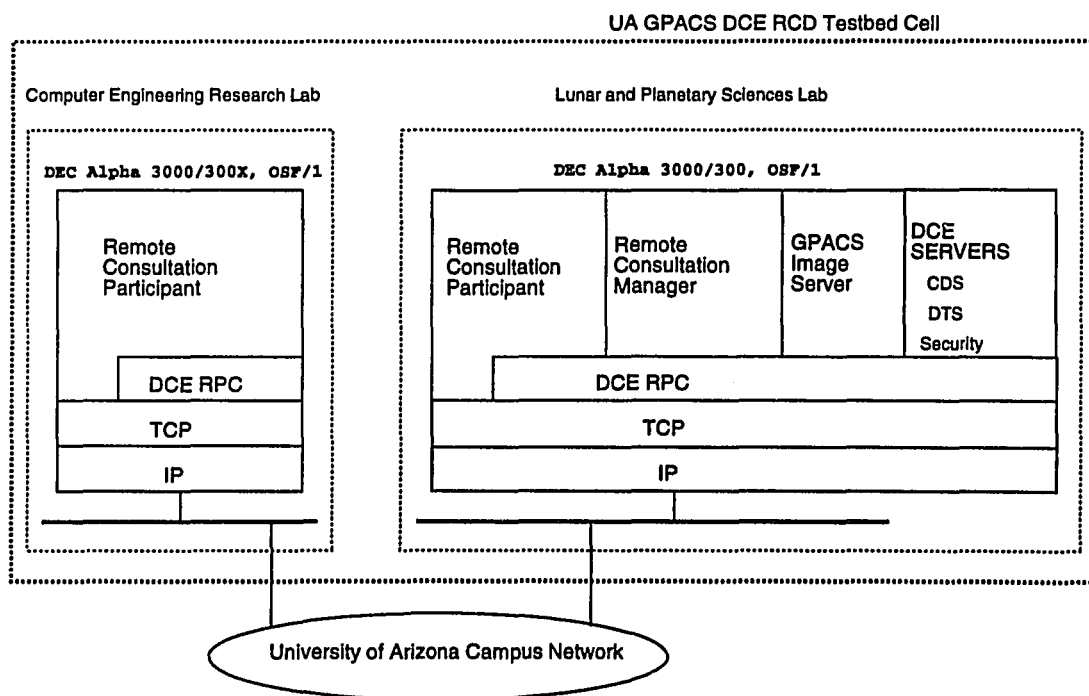 UA GPACS DCE RCD Testbed Cell
Computer Engineering Research Lab
Lunar and Planetary Sciences Lab
DEC Alpha 3000/300X, OSF/1
DEC Alpha 3000/300, OSF/1
Remote
Consultation
Participant
DCE RPC
TCP
IP
Remote
Consultation
Participant
Remote
Consultation
Manager
GPACS
Image
Server
DCE
SERVERS
CDS
DTS
Security
DCE RPC
TCP
IP
University of Arizona Campus Network